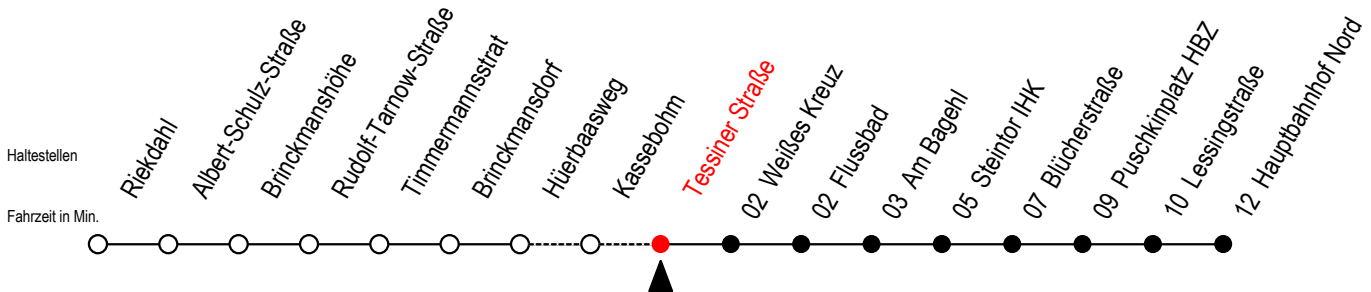 Haltestellen
Fahrzeit in Min.
Riekdahl
Albert-Schulz-Straße
Brinckmanshöhe
Rudolf-Tarnow-Straße
Timmermannsstrat
Brinckmansdorf
Hüerbaasweg
Kassebohm
Tessiner Straße
02 Weißes Kreuz
02 Flussbad
03 Am Bagehl
05 Steintor IHK
07 Blücherstraße
09 Puschkinplatz HBZ
10 Lessingstraße
12 Hauptbahnhof Nord